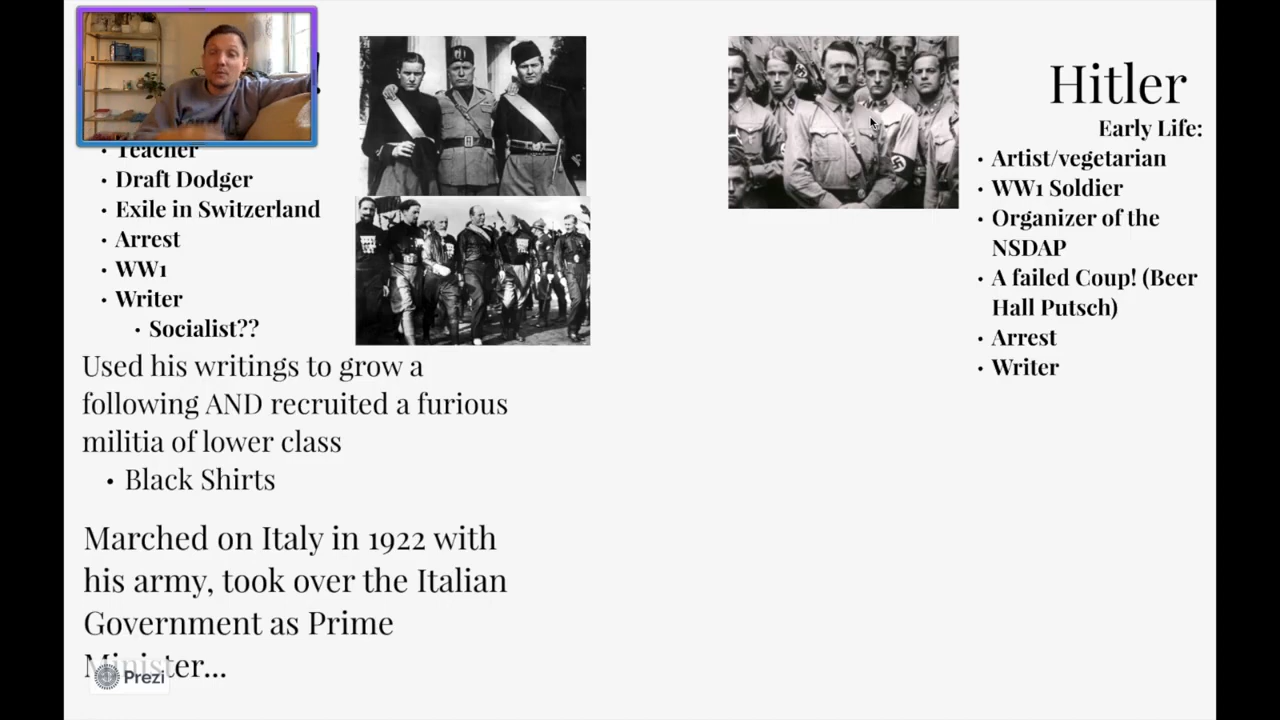 Teacher
• Draft Dodger
• Exile in Switzerland
• Arrest
• WW1
• Writer
• Socialist??
Used his writings to grow a
following AND recruited a furious
militia of lower class
• Black Shirts
Marched on Italy in 1922 with
his army, took over the Italian
Government as Prime
Minister...
Prezi
Hitler
Early Life:
• Artist/vegetarian
• WW1 Soldier
• Organizer of the
NSDAP
• A failed Coup! (Beer
Hall Putsch)
• Arrest
• Writer